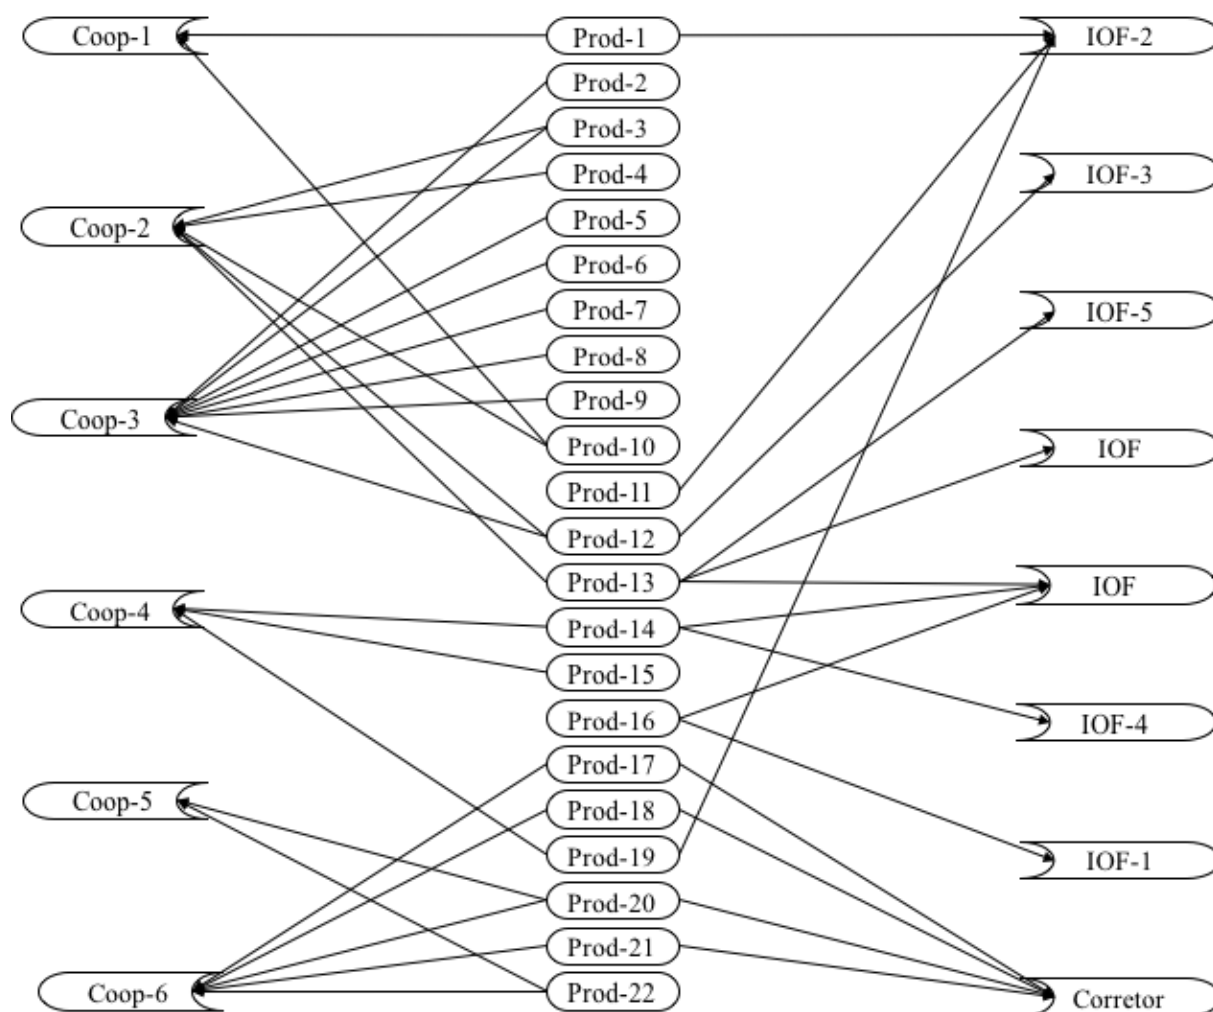 Coop-1
Coop-2
Coop-3
Coop-4
Coop-5
Coop-6
Prod-1
Prod-2
Prod-3
Prod-4
Prod-5
Prod-6
Prod-7
Prod-8
Prod-9
Prod-10
Prod-11
Prod-12
Prod-13
Prod-14
Prod-15
Prod-16
Prod-17
Prod-18
Prod-19
Prod-20
Prod-21
Prod-22
IOF-2
IOF-3
IOF-5
IOF
IOF
IOF-4
IOF-1
Corretor